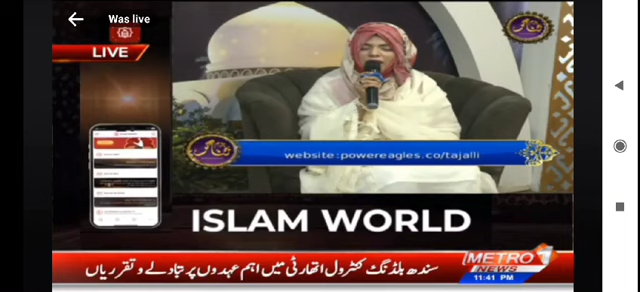 Was live
LIVE
website:powereagles.co/tajalli
ISLAM WORLD
سندھ بلڈنگ کنٹرول اتھارٹی میں اہم عہدوں پر تبادلے و تقرریاں
METRO 1
NEWS
11:41 PM